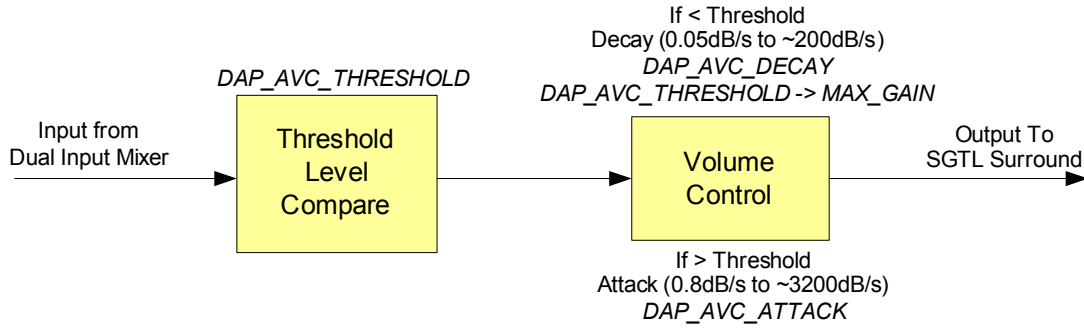 If < Threshold
Decay (0.05dB/s to ~200dB/s)
DAP_AVC_DECAY
DAP_AVC_THRESHOLD -> MAX_GAIN
DAP_AVC_THRESHOLD
Input from
Dual Input Mixer
Threshold
Level
Compare
Volume
Control
Output To
SGTL Surround
If > Threshold
Attack (0.8dB/s to ~3200dB/s)
DAP_AVC_ATTACK